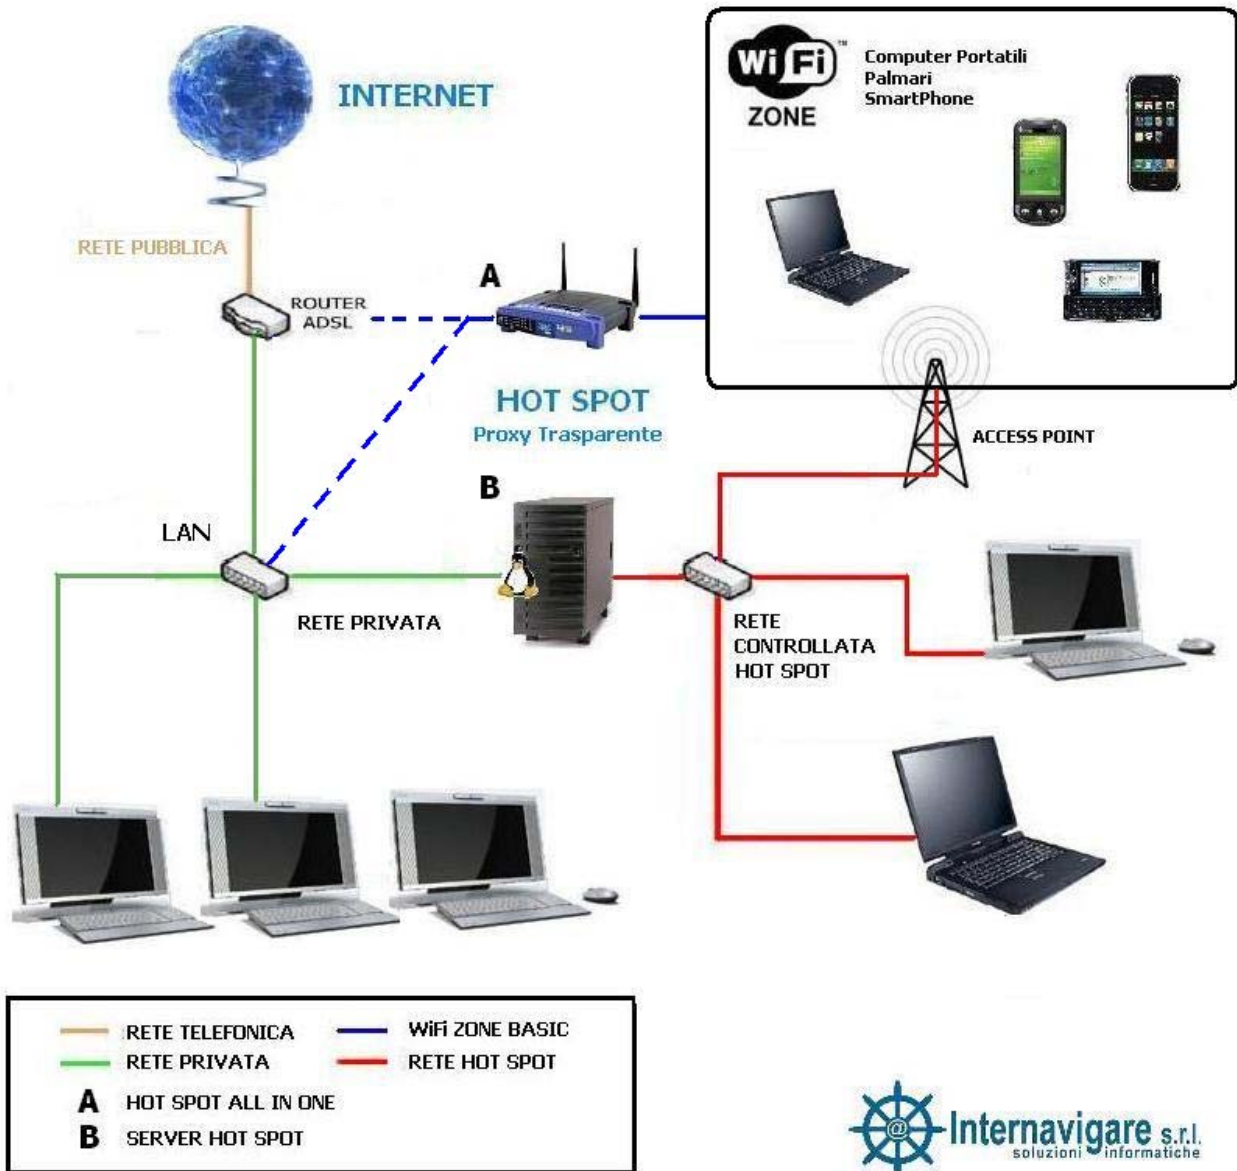 INTERNET
WiFi
™
ZONE
Computer Portatili
Palmari
SmartPhone
RETE PUBBLICA
ROUTER
ADSL
A
HOT SPOT
Proxy Trasparente
ACCESS POINT
B
LAN
RETE PRIVATA
RETE
CONTROLLATA
HOT SPOT
RETE TELEFONICA
WiFi ZONE BASIC
RETE PRIVATA
RETE HOT SPOT
A HOT SPOT ALL IN ONE
B SERVER HOT SPOT
@
Internavigare s.r.l.
soluzioni informatiche